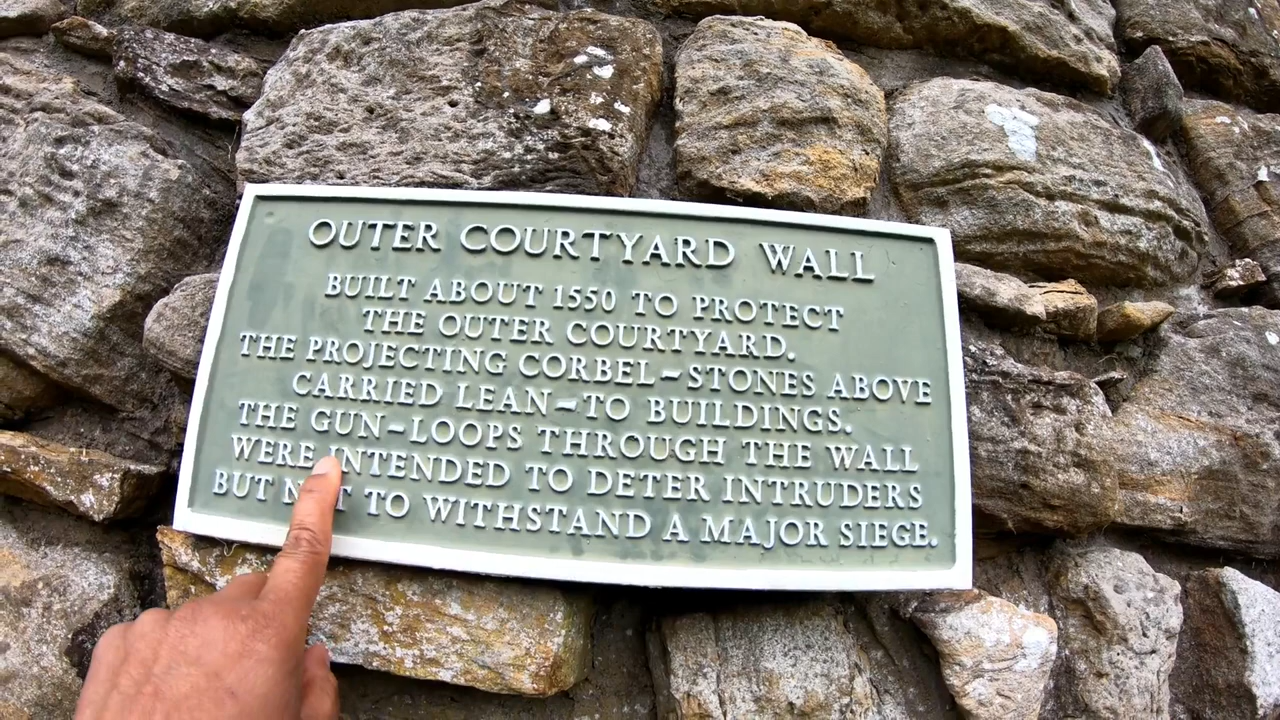 OUTER COURTYARD WALL
BUILT ABOUT 1550 TO PROTECT
THE OUTER COURTYARD.
THE PROJECTING CORBEL-STONES ABOVE
CARRIED LEAN-TO BUILDINGS.
THE GUN-LOOPS THROUGH THE WALL
WERE INTENDED TO DETER INTRUDERS
BUT NOT TO WITHSTAND A MAJOR SIEGE.